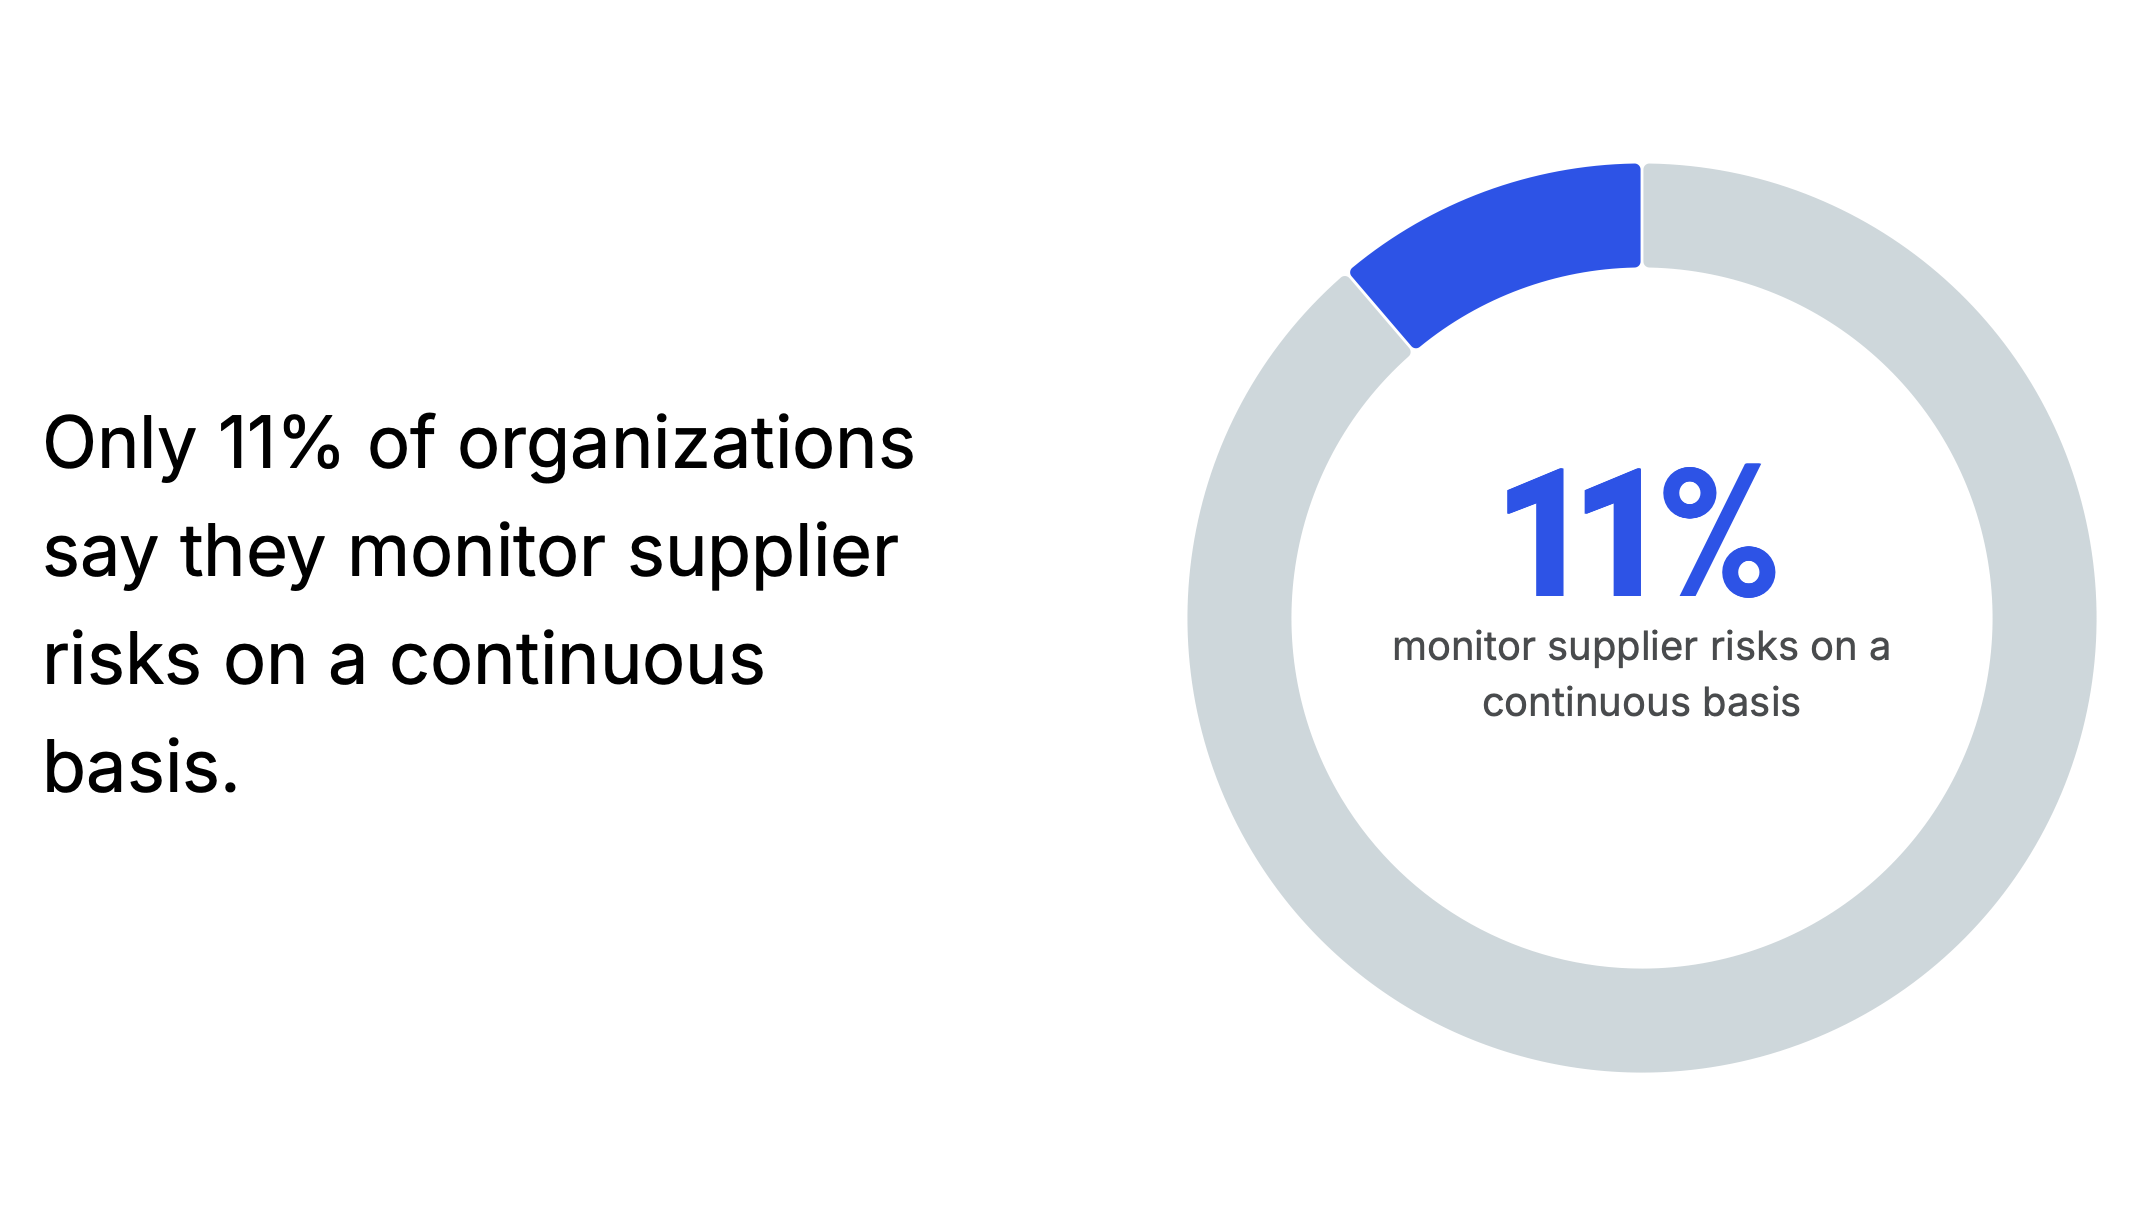 Only 11% of organizations
say they monitor supplier
risks on a continuous
basis.
11%
monitor supplier risks on a
continuous basis